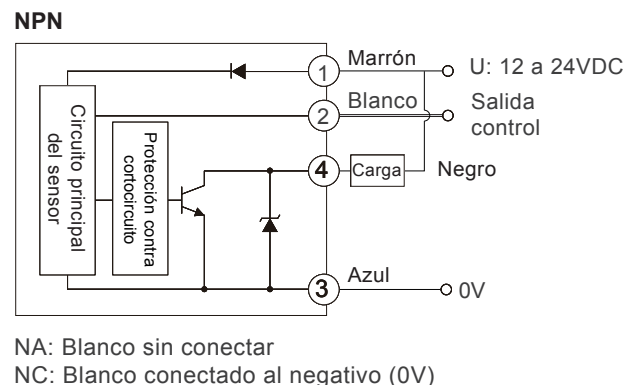 NPN
1
Marrón
U: 12 a 24VDC
2
Blanco
Salida
control
Circuito principal
del sensor
Protección contra
cortocircuito
4
Carga
Negro
3
Azul
0V
NA: Blanco sin conectar
NC: Blanco conectado al negativo (0V)